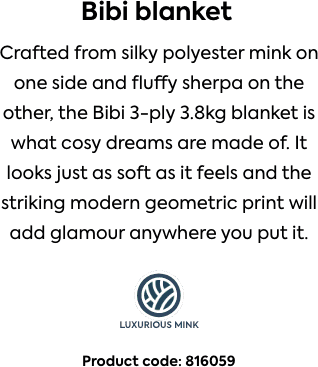 Bibi blanket
Crafted from silky polyester mink on
one side and fluffy sherpa on the
other, the Bibi 3-ply 3.8kg blanket is
what cosy dreams are made of. It
looks just as soft as it feels and the
striking modern geometric print will
add glamour anywhere you put it.
LUXURIOUS MINK
Product code: 816059